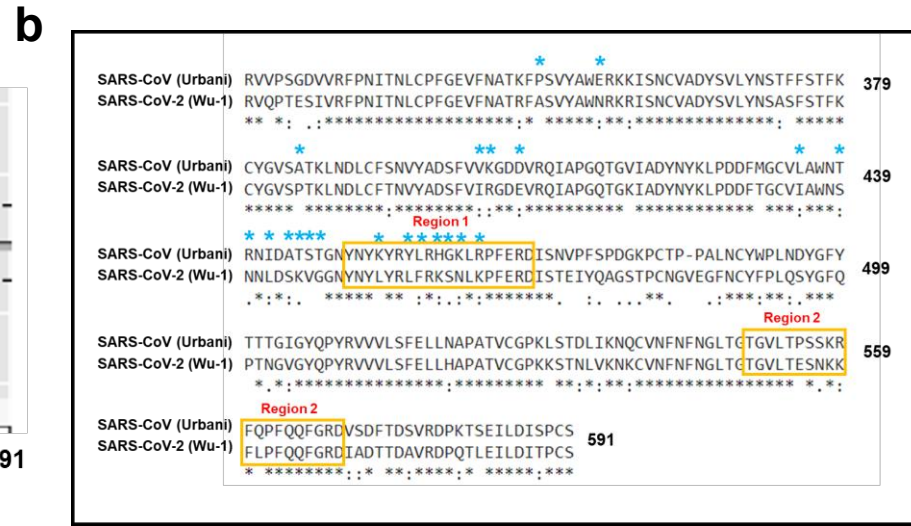 b
SARS-CoV (Urbani) RVVPSGDVVRFPNITNLCPFGEVFNATKFPSVYAWERKKISNCVADYSVLYNSTFFSTFK 379
SARS-CoV-2 (Wu-1) RVQPTESIVRFPNITNLCPFGEVFNATRFASVYAWNRKRISNCVADYSVLYNSASFSTFK
SARS-CoV (Urbani) CYGVSATKLNDLCFSNVYADSFVVKGDDVRQIAPGQTGVIADYNYKLPDDFMGCVLAWNT 439
SARS-CoV-2 (Wu-1) CYGVSPTKLNDLCFTNVYADSFVIRGDEVRQIAPGQTGKIADYNYKLPDDFTGCVIAWNS
Region 1
SARS-CoV (Urbani) RNIDATSTGNYNYKYRYLRHGKLRPFERDISNVPFSPDGKPCTP-PALNCYWPLNDYGFY 499
SARS-CoV-2 (Wu-1) NNLDSKVGGNYNYLYRLFRKSNLKPFERDISTEIYQAGSTPCNGVEGFNCYFPLQSYGFQ
Region 2
SARS-CoV (Urbani) TTTGIGYQPYRVVVLSFELLNAPATVCGPKLSTDLIKNQCVNFNFNGLTGTGVLTPSSKR 559
SARS-CoV-2 (Wu-1) PTNGVGYQPYRVVVLSFELLHAPATVCGPKKSTNLVKNKCVNFNFNGLTGTGVLTESNKK
Region 2
SARS-CoV (Urbani) FQPFQQFGRDVSDFTDSVRDPKTSEILDISPCS 591
SARS-CoV-2 (Wu-1) FLPFQQFGRDIADTTDAVRDPQTLEILDITPCS
91